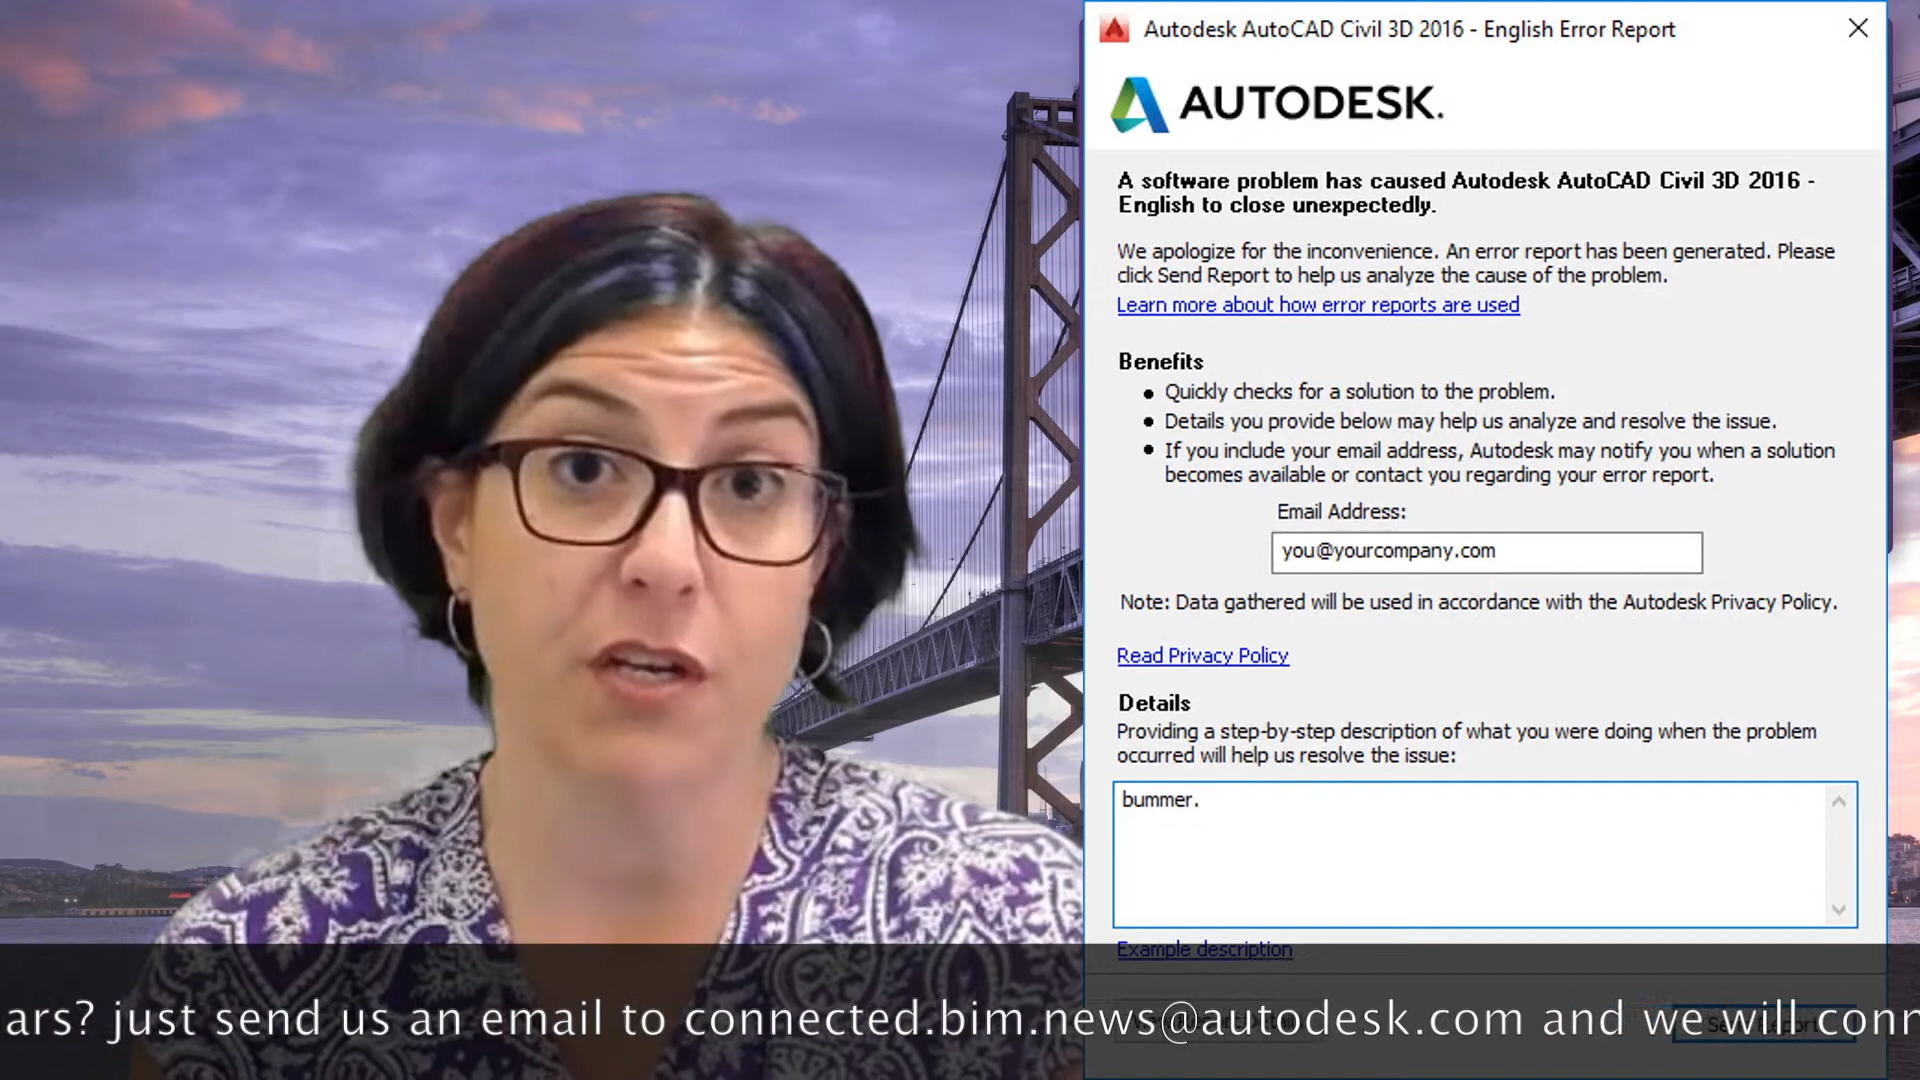 Autodesk AutoCAD Civil 3D 2016 - English Error Report
AUTODESK.
A software problem has caused Autodesk AutoCAD Civil 3D 2016 -
English to close unexpectedly.
We apologize for the inconvenience. An error report has been generated. Please
click Send Report to help us analyze the cause of the problem.
Learn more about how error reports are used
Benefits
● Quickly checks for a solution to the problem.
● Details you provide below may help us analyze and resolve the issue.
● If you include your email address, Autodesk may notify you when a solution
becomes available or contact you regarding your error report.
Email Address:
you@yourcompany.com
Note: Data gathered will be used in accordance with the Autodesk Privacy Policy.
Read Privacy Policy
Details
Providing a step-by-step description of what you were doing when the problem
occurred will help us resolve the issue:
bummer.
Example description
ars? just send us an email to connected.bim.news@autodesk.com and we will conn